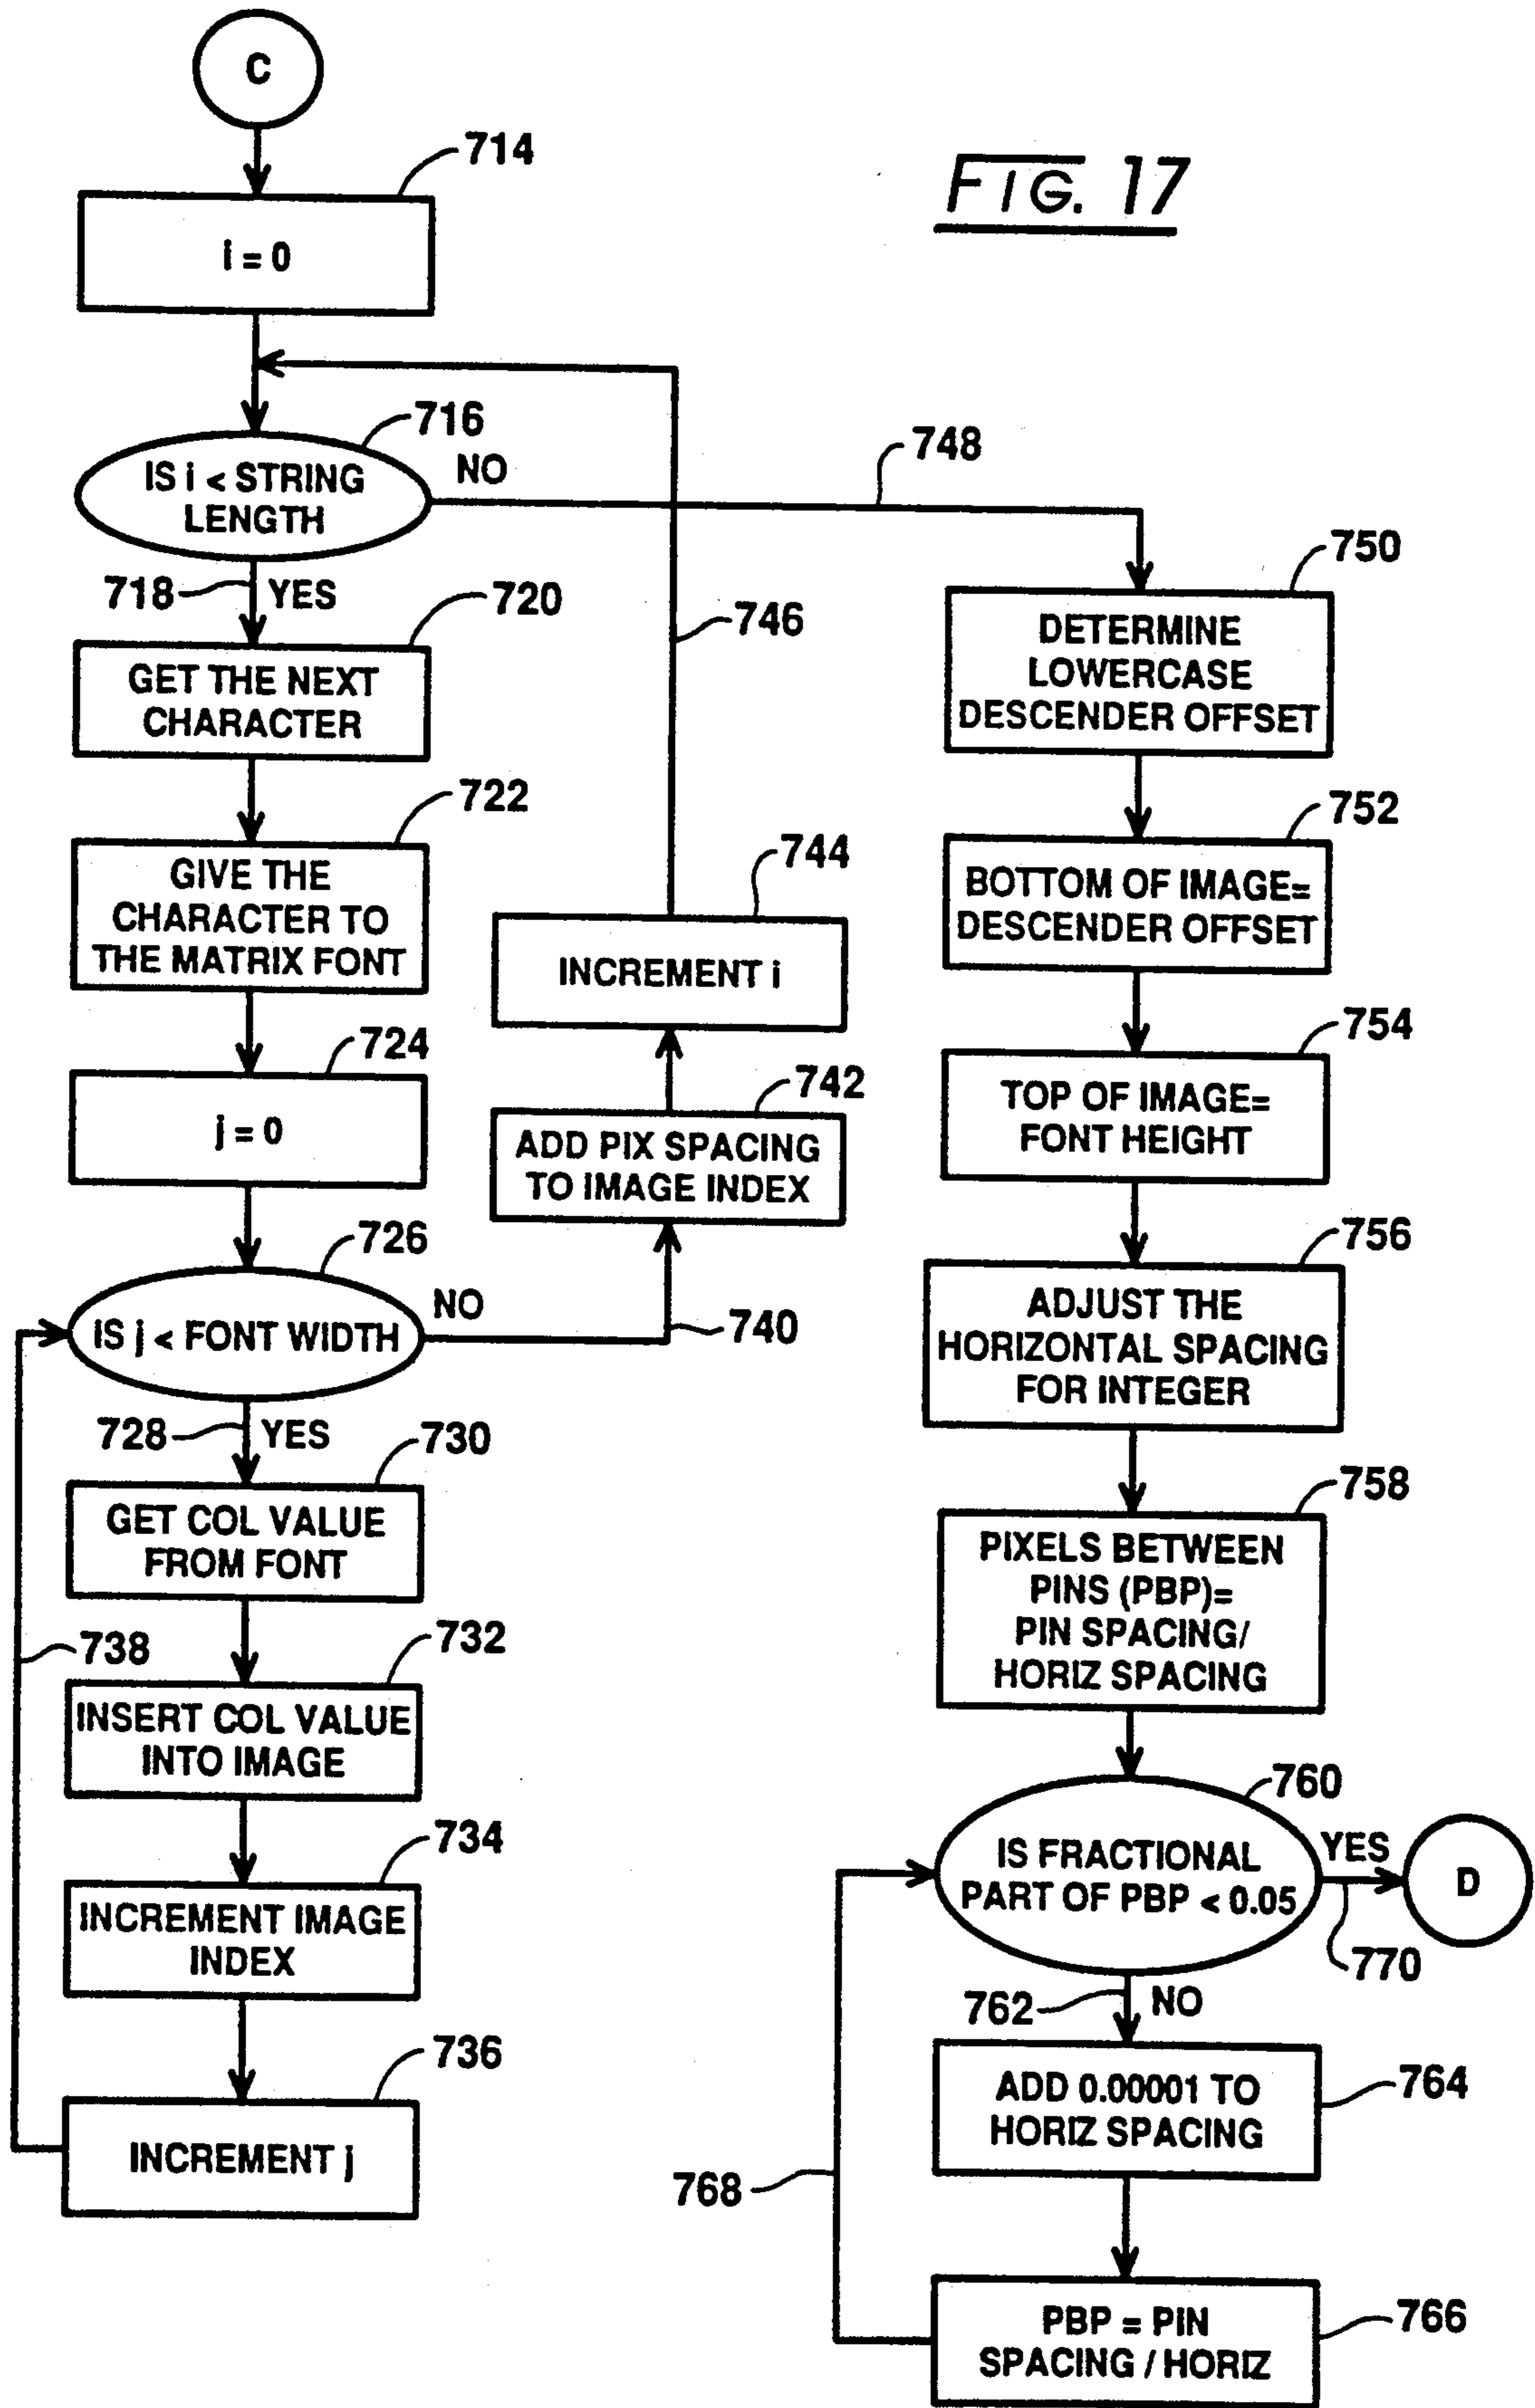 C
714
FIG. 17
i = 0
716
IS i < STRING
LENGTH
NO
748
718
YES
720
GET THE NEXT
CHARACTER
722
GIVE THE
CHARACTER TO
THE MATRIX FONT
724
j = 0
726
IS j < FONT WIDTH
NO
740
728
YES
730
GET COL VALUE
FROM FONT
738
732
INSERT COL VALUE
INTO IMAGE
734
INCREMENT IMAGE
INDEX
736
INCREMENT j
746
744
INCREMENT i
742
ADD PIX SPACING
TO IMAGE INDEX
750
DETERMINE
LOWERCASE
DESCENDER OFFSET
752
BOTTOM OF IMAGE=
DESCENDER OFFSET
754
TOP OF IMAGE=
FONT HEIGHT
756
ADJUST THE
HORIZONTAL SPACING
FOR INTEGER
758
PIXELS BETWEEN
PINS (PBP)=
PIN SPACING/
HORIZ SPACING
760
IS FRACTIONAL
PART OF PBP < 0.05
YES
D
770
762
NO
ADD 0.00001 TO
HORIZ SPACING
764
768
PBP = PIN
SPACING / HORIZ
766